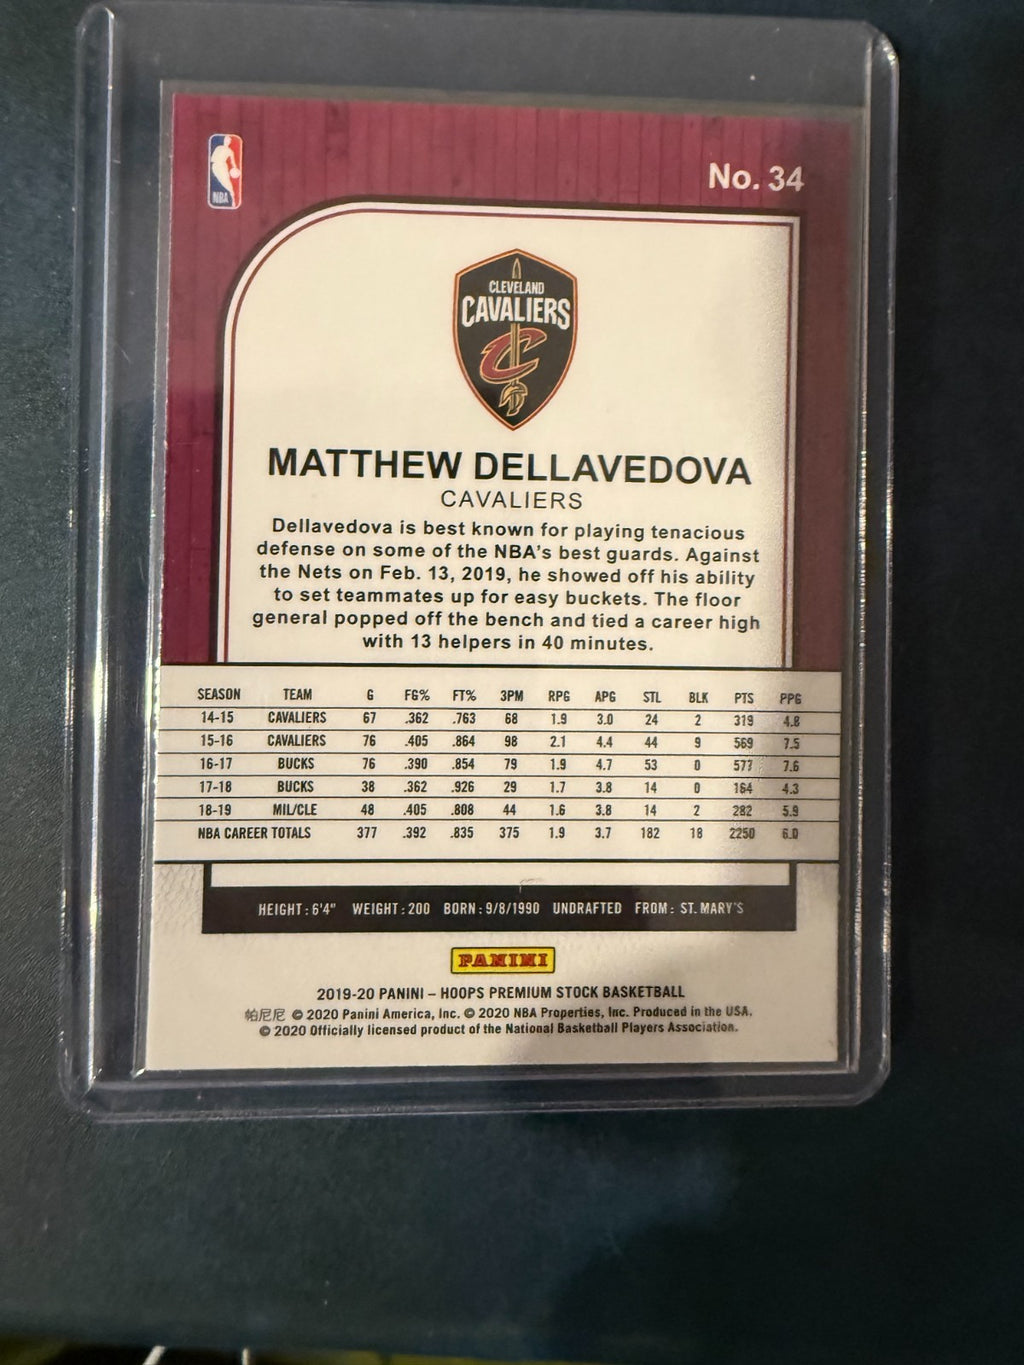 NBA
No. 34
CLEVELAND
CAVALIERS
C
MATTHEW DELLAVEDOVA
CAVALIERS
Dellavedova is best known for playing tenacious
defense on some of the NBA's best guards. Against
the Nets on Feb. 13, 2019, he showed off his ability
to set teammates up for easy buckets. The floor
general popped off the bench and tied a career high
with 13 helpers in 40 minutes.
SEASON TEAM G FG% FT% 3PM RPG APG STL BLK PTS PPG
14-15 CAVALIERS 67 .362 .763 68 1.9 3.0 24 2 319 4.8
15-16 CAVALIERS 76 .405 .864 98 2.1 4.4 44 9 569 7.5
16-17 BUCKS 76 .390 .854 79 1.9 4.7 53 0 577 7.6
17-18 BUCKS 38 .362 .926 29 1.7 3.8 14 0 164 4.3
18-19 MIL/CLE 48 .405 .808 44 1.6 3.8 14 2 282 5.9
NBA CAREER TOTALS 377 .392 .835 375 1.9 3.7 182 18 2250 6.0
HEIGHT: 6'4" WEIGHT: 200 BORN: 9/8/1990 UNDRAFTED FROM: ST. MARY'S
PANINI
2019-20 PANINI – HOOPS PREMIUM STOCK BASKETBALL
帕尼尼 © 2020 Panini America, Inc. © 2020 NBA Properties, Inc. Produced in the USA.
© 2020 Officially licensed product of the National Basketball Players Association.